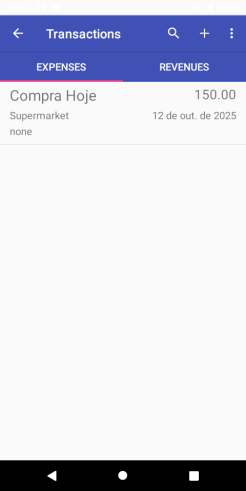 Transactions
EXPENSES
REVENUES
Compra Hoje
150.00
Supermarket
12 de out. de 2025
none